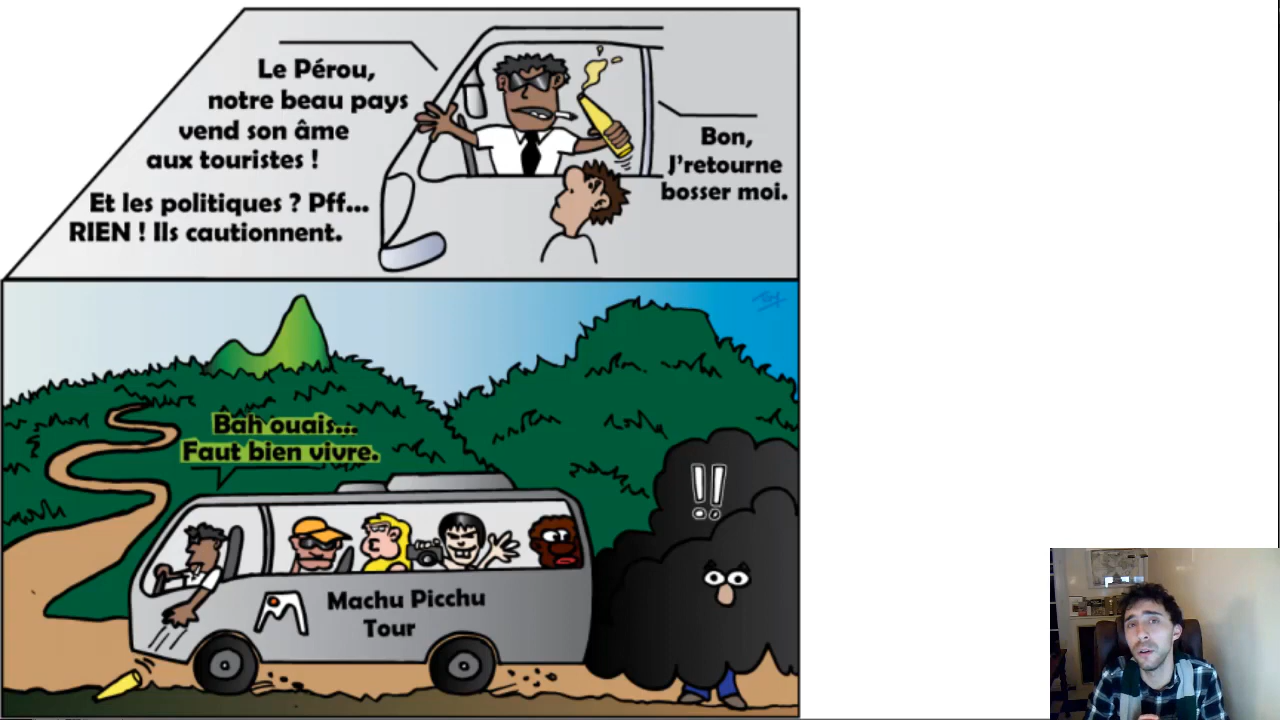 Le Pérou,
notre beau pays
vend son âme
aux touristes !
Et les politiques ? Pff...
RIEN ! Ils cautionnent.
Bon,
J'retourne
bosser moi.
Bah ouais...
Faut bien vivre.
!!
Machu Picchu
Tour